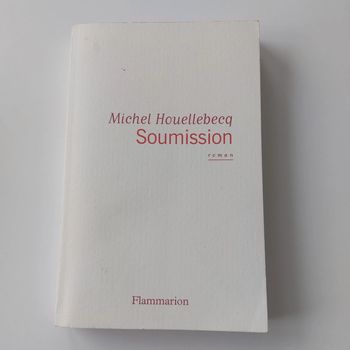 Michel Houellebecq
Soumission
roman
Flammarion